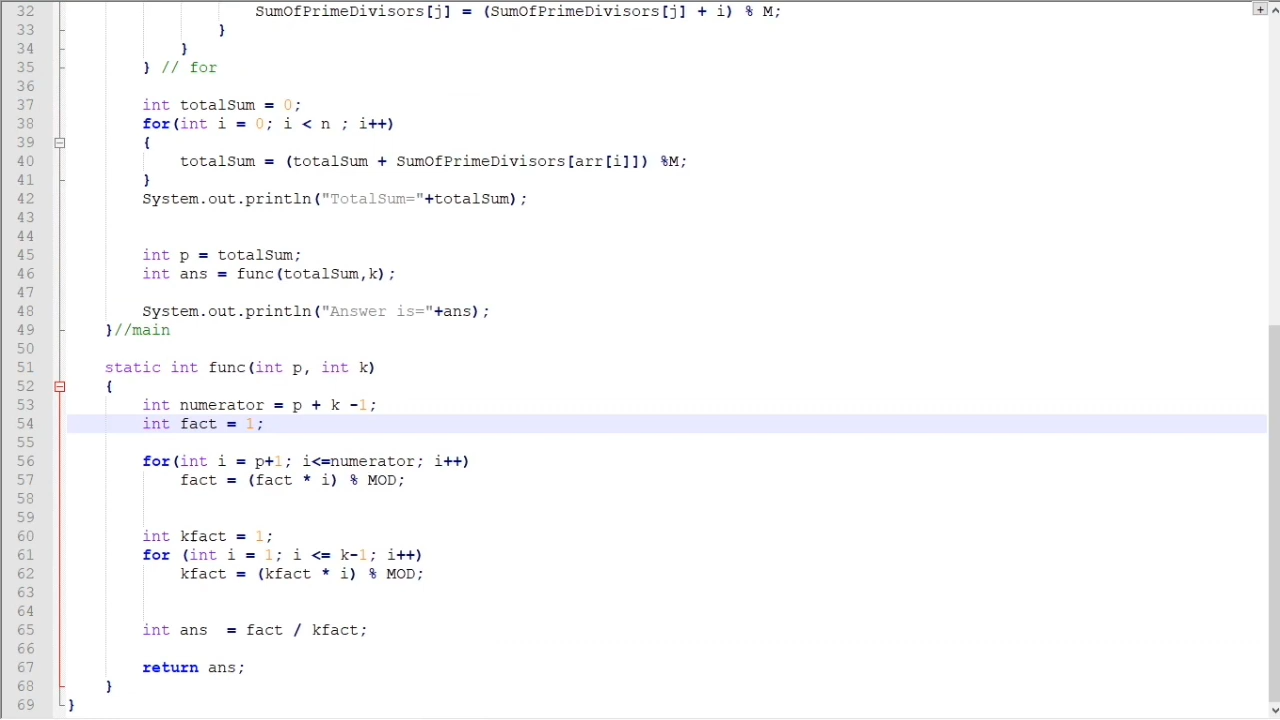 32 SumOfPrimeDivisors[j] = (SumOfPrimeDivisors[j] + i) % M;
33 }
34 }
35 } // for
36
37 int totalSum = 0;
38 for(int i = 0; i < n ; i++)
39 {
40 totalSum = (totalSum + SumOfPrimeDivisors[arr[i]]) %M;
41 }
42 System.out.println("TotalSum="+totalSum);
43
44
45 int p = totalSum;
46 int ans = func(totalSum,k);
47
48 System.out.println("Answer is="+ans);
49 }//main
50
51 static int func(int p, int k)
52 {
53 int numerator = p + k -1;
54 int fact = 1;
55
56 for(int i = p+1; i<=numerator; i++)
57 fact = (fact * i) % MOD;
58
59
60 int kfact = 1;
61 for (int i = 1; i <= k-1; i++)
62 kfact = (kfact * i) % MOD;
63
64
65 int ans  = fact / kfact;
66
67 return ans;
68 }
69 }